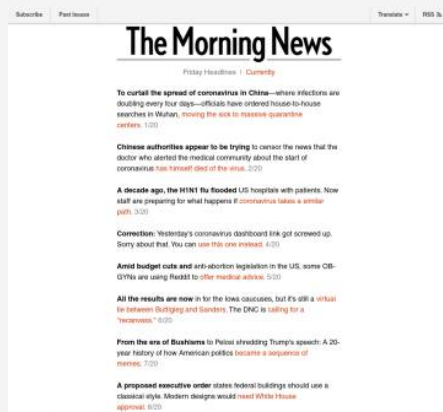 Subscribe
Past Issues
Translate
RSS
The Morning News
Friday Headlines | Currently
To curtail the spread of coronavirus in China—where infections are
doubling every four days—officials have ordered house-to-house
searches in Wuhan, moving the sick to massive quarantine
centers. 1/20
Chinese authorities appear to be trying to censor the news that the
doctor who alerted the medical community about the start of
coronavirus has himself died of the virus. 2/20
A decade ago, the H1N1 flu flooded US hospitals with patients. Now
staff are preparing for what happens if coronavirus takes a similar
path. 3/20
Correction: Yesterday's coronavirus dashboard link got screwed up.
Sorry about that. You can use this one instead. 4/20
Amid budget cuts and anti-abortion legislation in the US, some OB-
GYNs are using Reddit to offer medical advice. 5/20
All the results are now in for the Iowa caucuses, but it's still a virtual
tie between Buttigieg and Sanders. The DNC is calling for a
"recanvass." 6/20
From the era of Bushisms to Pelosi shredding Trump's speech: A 20-
year history of how American politics became a sequence of
memes. 7/20
A proposed executive order states federal buildings should use a
classical style. Modern designs would need White House
approval. 8/20